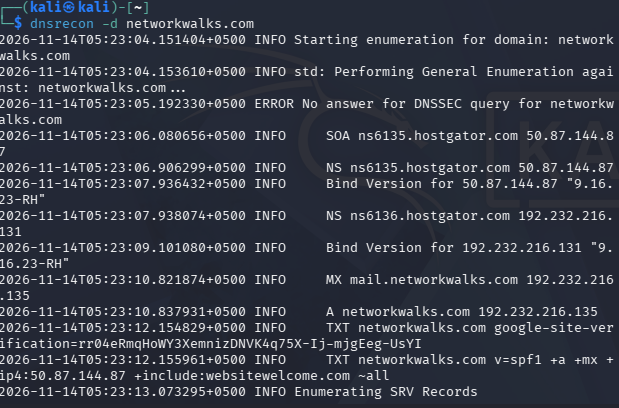 ┌──(kali㉿kali)-[~]
└─$ dnsrecon -d networkwalks.com
2026-11-14T05:23:04.151404+0500 INFO Starting enumeration for domain: network
walks.com
2026-11-14T05:23:04.153610+0500 INFO std: Performing General Enumeration agai
nst: networkwalks.com...
2026-11-14T05:23:05.192330+0500 ERROR No answer for DNSSEC query for networkw
alks.com
2026-11-14T05:23:06.080656+0500 INFO     SOA ns6135.hostgator.com 50.87.144.8
7
2026-11-14T05:23:06.906299+0500 INFO     NS ns6135.hostgator.com 50.87.144.87
2026-11-14T05:23:07.936432+0500 INFO     Bind Version for 50.87.144.87 "9.16.
23-RH"
2026-11-14T05:23:07.938074+0500 INFO     NS ns6136.hostgator.com 192.232.216.
131
2026-11-14T05:23:09.101080+0500 INFO     Bind Version for 192.232.216.131 "9.
16.23-RH"
2026-11-14T05:23:10.821874+0500 INFO     MX mail.networkwalks.com 192.232.216
.135
2026-11-14T05:23:10.837931+0500 INFO     A networkwalks.com 192.232.216.135
2026-11-14T05:23:12.154829+0500 INFO     TXT networkwalks.com google-site-ver
ification=rr04eRmqHoWY3XemnizDNVK4q75X-Ij-mjgEeg-UsYI
2026-11-14T05:23:12.155961+0500 INFO     TXT networkwalks.com v=spf1 +a +mx +
ip4:50.87.144.87 +include:websitewelcome.com ~all
2026-11-14T05:23:13.073295+0500 INFO Enumerating SRV Records
KA